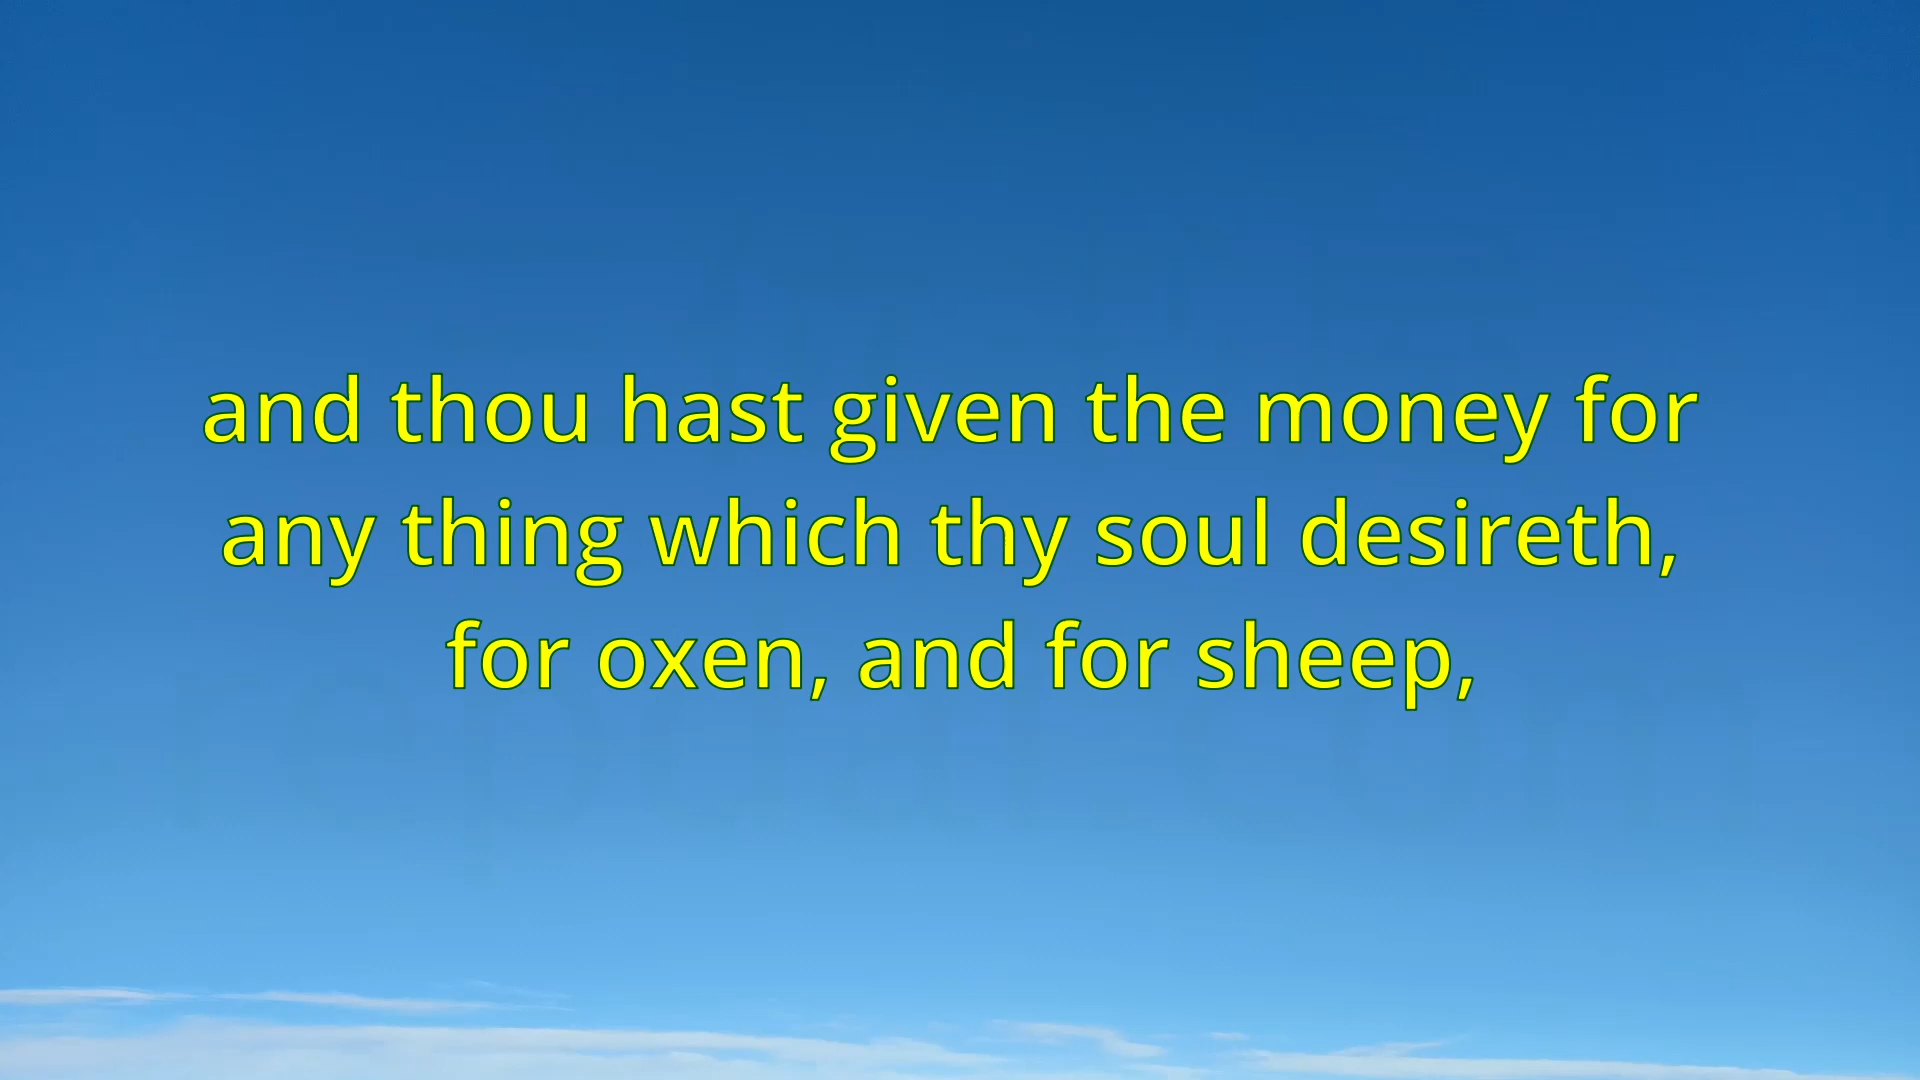 and thou hast given the money for
any thing which thy soul desireth,
for oxen, and for sheep,